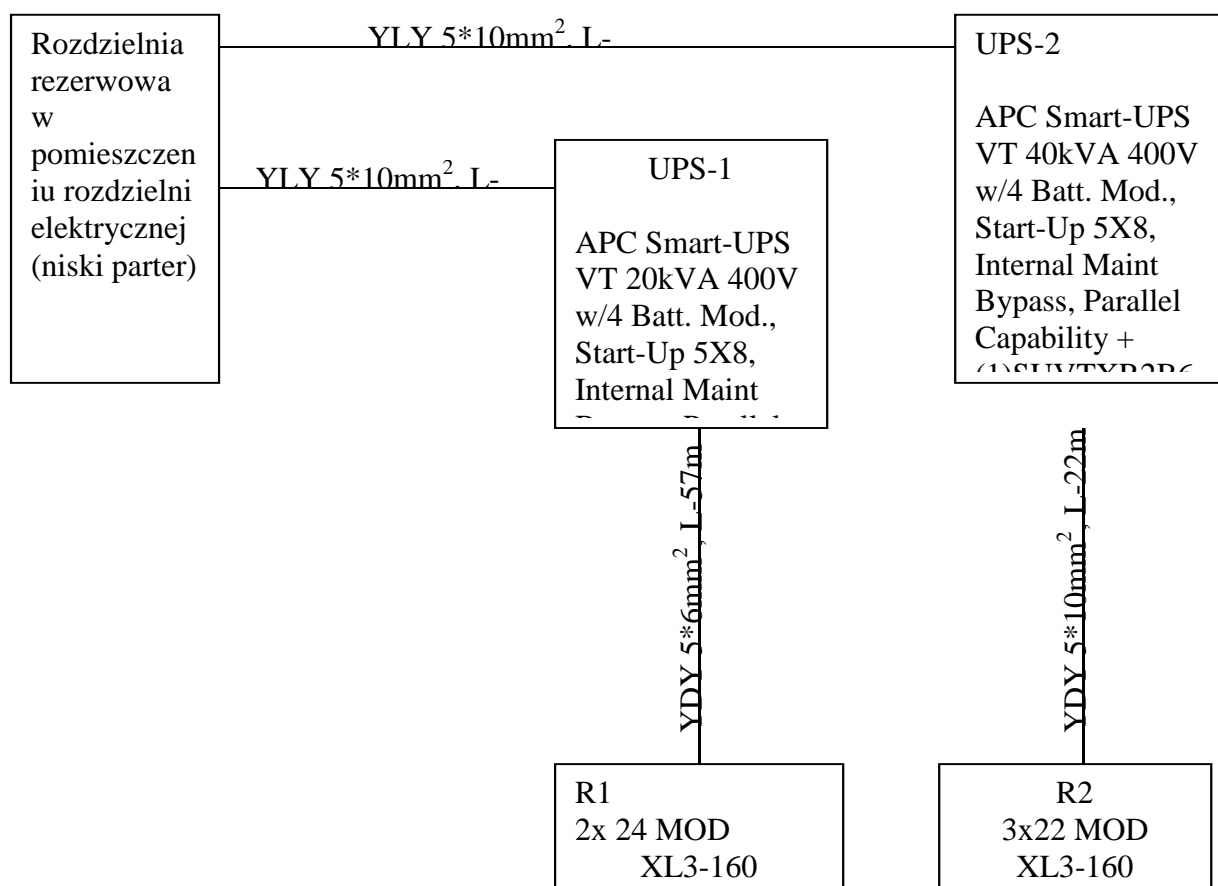 Rozdzielnia
rezerwowa
w
pomieszczen
iu rozdzielni
elektrycznej
(niski parter)
YLY 5*10mm², L-
YLY 5*10mm², L-
UPS-1
APC Smart-UPS
VT 20kVA 400V
w/4 Batt. Mod.,
Start-Up 5X8,
Internal Maint
UPS-2
APC Smart-UPS
VT 40kVA 400V
w/4 Batt. Mod.,
Start-Up 5X8,
Internal Maint
Bypass, Parallel
Capability +
YDY 5*6mm², L-57m
YDY 5*10mm², L-22m
R1
2x 24 MOD
XL3-160
R2
3x22 MOD
XL3-160